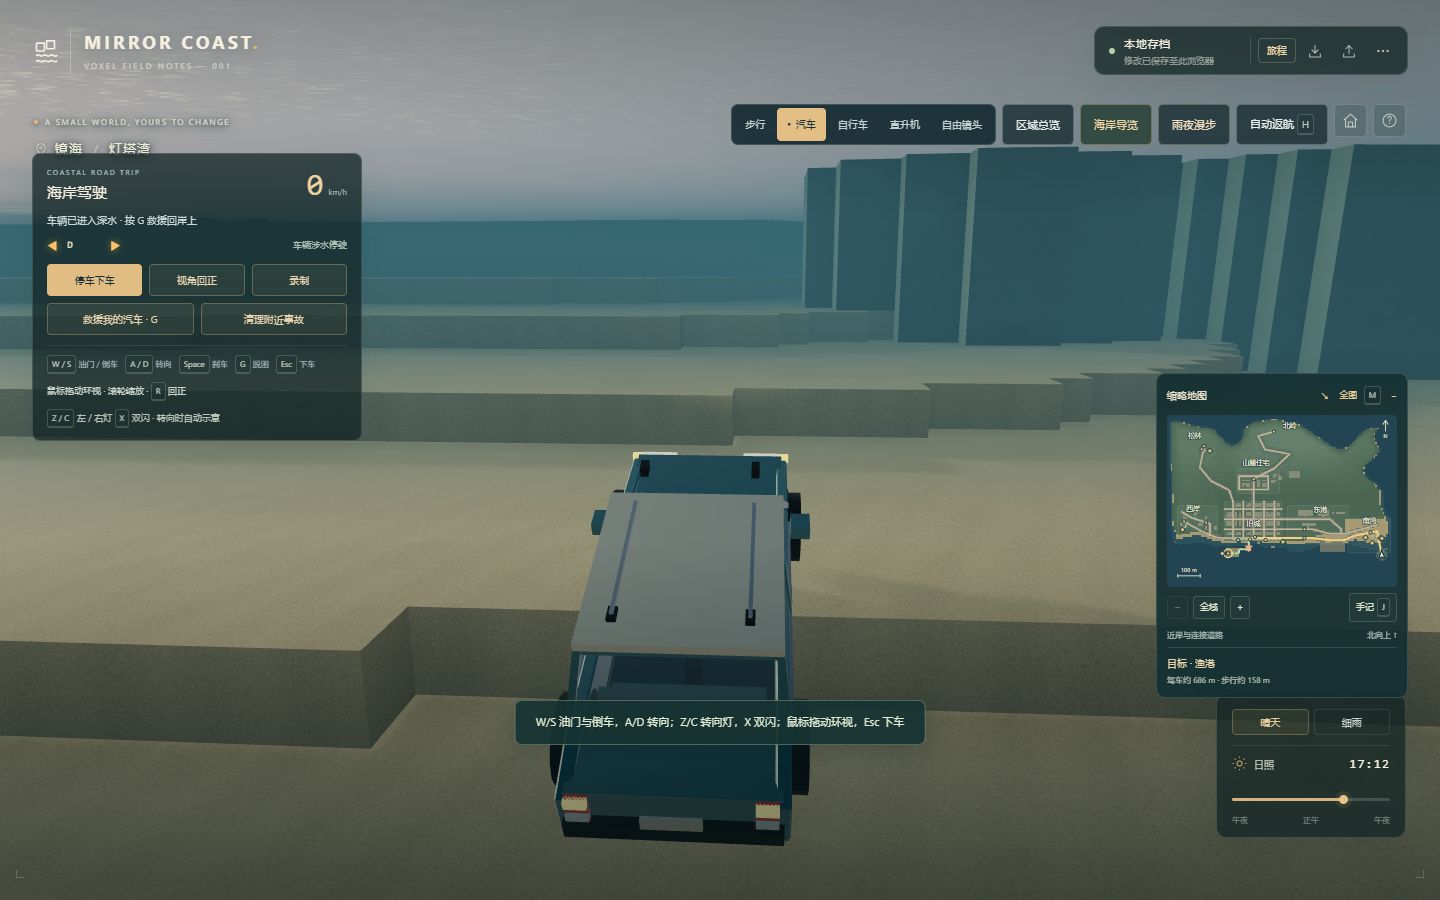 MIRROR COAST.
VOXEL FIELD NOTES — 001
本地存档
修改已保存至此浏览器
旅程
步行
• 汽车
自行车
直升机
自由镜头
区域总览
海岸导览
雨夜漫步
自动返航 H
A SMALL WORLD, YOURS TO CHANGE
镜海 / 灯塔湾
COASTAL ROAD TRIP
海岸驾驶
0 km/h
车辆已进入深水 · 按 G 救援回岸上
D
车辆涉水停驶
停车下车
视角回正
录制
救援我的汽车 · G
清理附近事故
W / S 油门 / 倒车 A / D 转向 Space 刹车 G 脱困 Esc 下车
鼠标拖动环视 · 滚轮缩放 · R 回正
Z / C 左 / 右灯 X 双闪 · 转向时自动示意
缩略地图
全图 M −
松林
北岭
N
山麓住宅
西岸
旧城
东港
南湾
100 m
−
全域
+
手记 J
近岸与连接道路
北向上 ↑
目标 · 渔港
驾车约 686 m · 步行约 158 m
W/S 油门与倒车，A/D 转向；Z/C 转向灯，X 双闪；鼠标拖动环视，Esc 下车
晴天
细雨
日照
17:12
午夜
正午
午夜